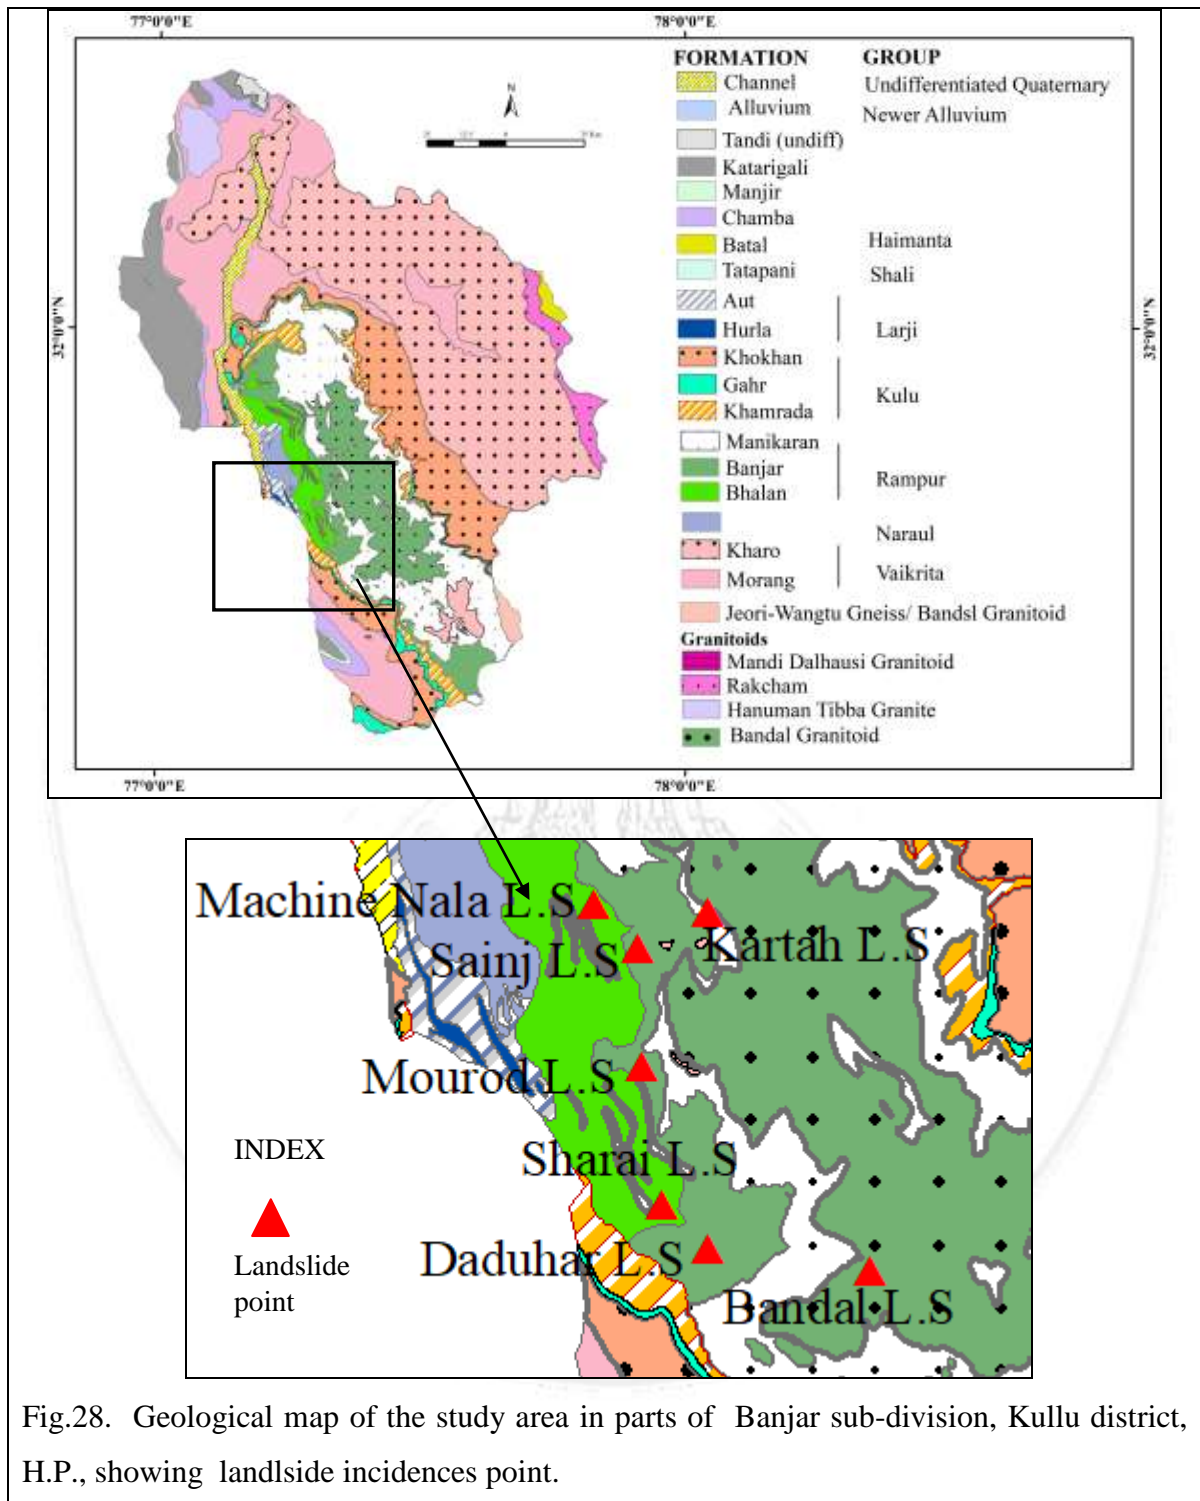 77°0'0"E 78°0'0"E
FORMATION GROUP
Channel Undifferentiated Quaternary
Alluvium Newer Alluvium
Tandi (undiff)
Katarigali
Manjir
Chamba
Batal Haimanta
Tatapani Shali
Aut
Hurla Larji
Khokhan
Gahr Kulu
Khamrada
Manikaran
Banjar
Bhalan Rampur
Naraul
Kharo
Morang Vaikrita
Jeori-Wangtu Gneiss/ Bandsl Granitoid
Granitoids
Mandi Dalhausi Granitoid
Rakcham
Hanuman Tibba Granite
Bandal Granitoid
N
32°0'0"N 32°0'0"N
77°0'0"E 78°0'0"E
Machine Nala L.S
Kartah L.S
Sainj L.S
Mourod L.S
Sharai L.S
Daduhar L.S
Bandal L.S
INDEX
Landslide
point
Fig.28. Geological map of the study area in parts of Banjar sub-division, Kullu district,
H.P., showing landlside incidences point.